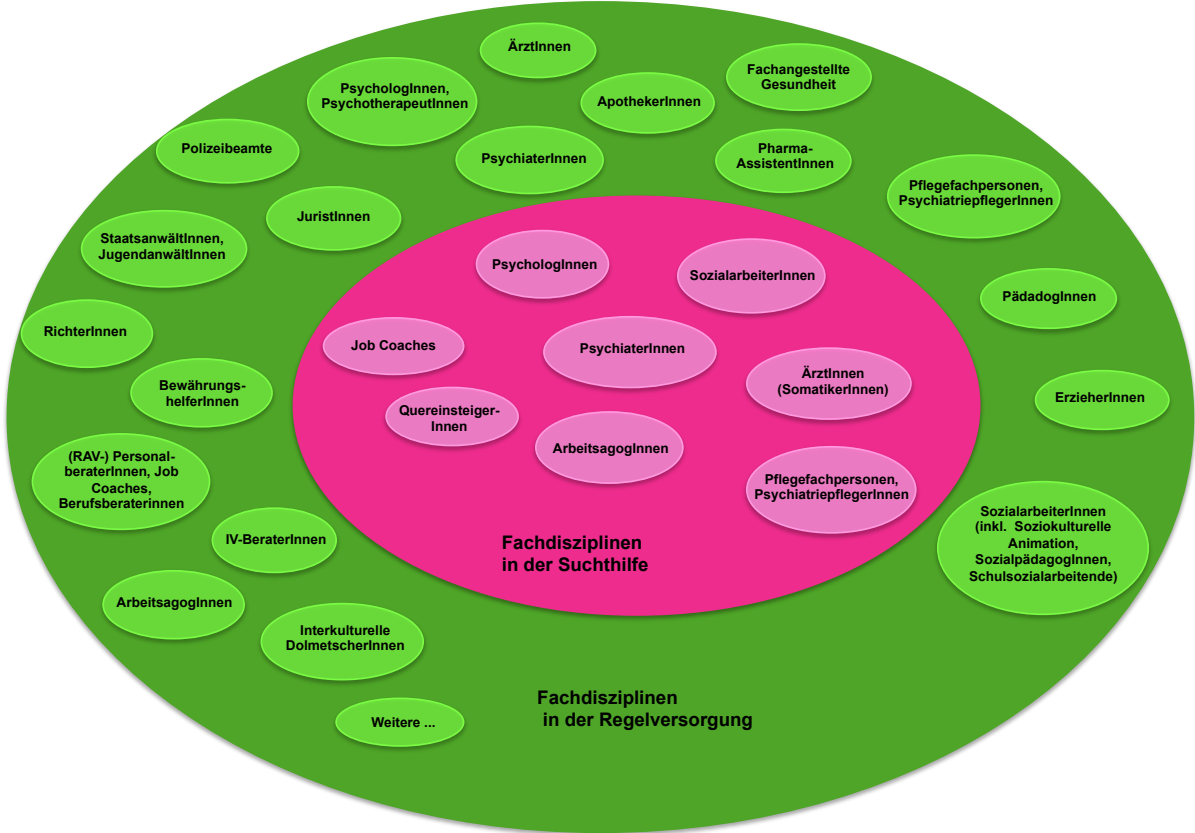 ÄrztInnen
Fachangestellte
Gesundheit
PsychologInnen,
PsychotherapeutInnen
ApothekerInnen
Polizeibeamte
PsychiaterInnen
Pharma-
AssistentInnen
Pflegefachpersonen,
PsychiatriepflegerInnen
JuristInnen
StaatsanwältInnen,
JugendanwältInnen
PsychologInnen
SozialarbeiterInnen
PädadogInnen
RichterInnen
Job Coaches
PsychiaterInnen
ÄrztInnen
(SomatikerInnen)
Bewährungs-
helferInnen
ErzieherInnen
Quereinsteiger-
Innen
ArbeitsagogInnen
(RAV-) Personal-
beraterInnen, Job
Coaches,
Berufsberaterinnen
Pflegefachpersonen,
PsychiatriepflegerInnen
SozialarbeiterInnen
(inkl. Soziokulturelle
Animation,
SozialpädagogInnen,
Schulsozialarbeitende)
IV-BeraterInnen
Fachdisziplinen
in der Suchthilfe
ArbeitsagogInnen
Interkulturelle
DolmetscherInnen
Fachdisziplinen
in der Regelversorgung
Weitere ...